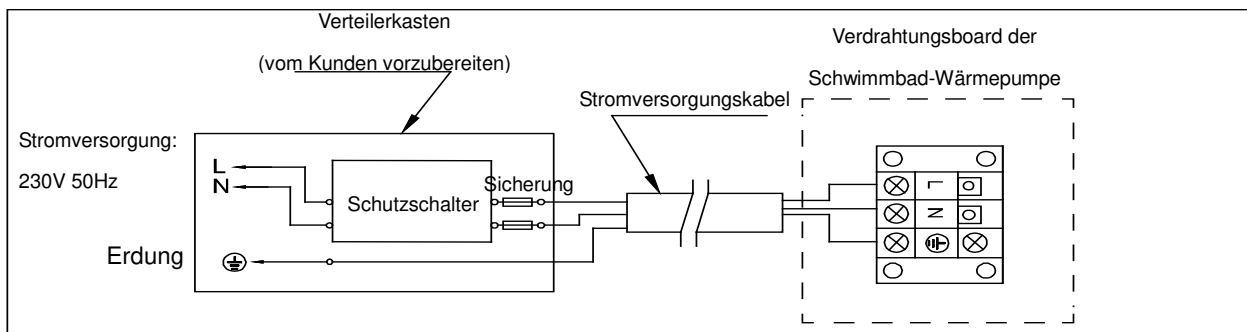 Verteilerkasten
(vom Kunden vorzubereiten)
Verdrahtungsboard der
Schwimmbad-Wärmepumpe
Stromversorgungskabel
Stromversorgung:
230V 50Hz
L
N
Schutzschalter
Sicherung
Erdung
L
N